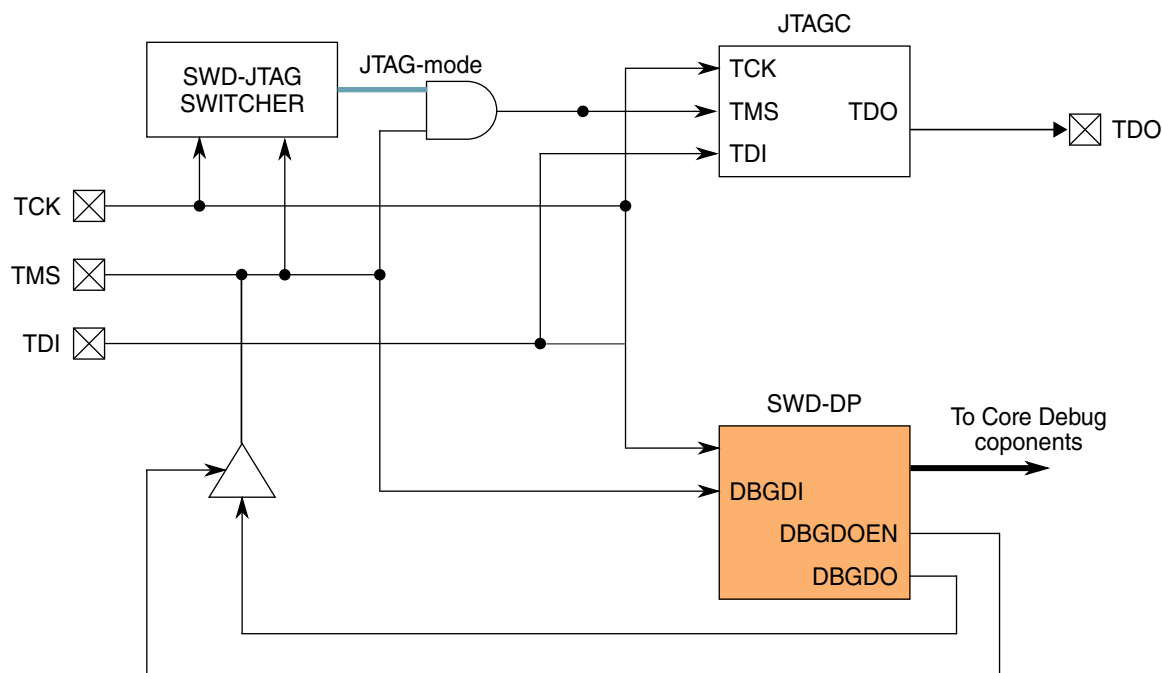 JTAGC
SWD-JTAG
SWITCHER
JTAG-mode
TCK
TMS
TDO
TDI
TDO
TCK
TMS
TDI
SWD-DP
To Core Debug
coponents
DBGDI
DBGDOEN
DBGDO